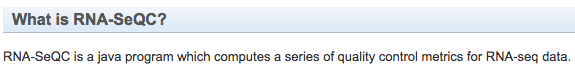 What is RNA-SeQC?
RNA-SeQC is a java program which computes a series of quality control metrics for RNA-seq data.